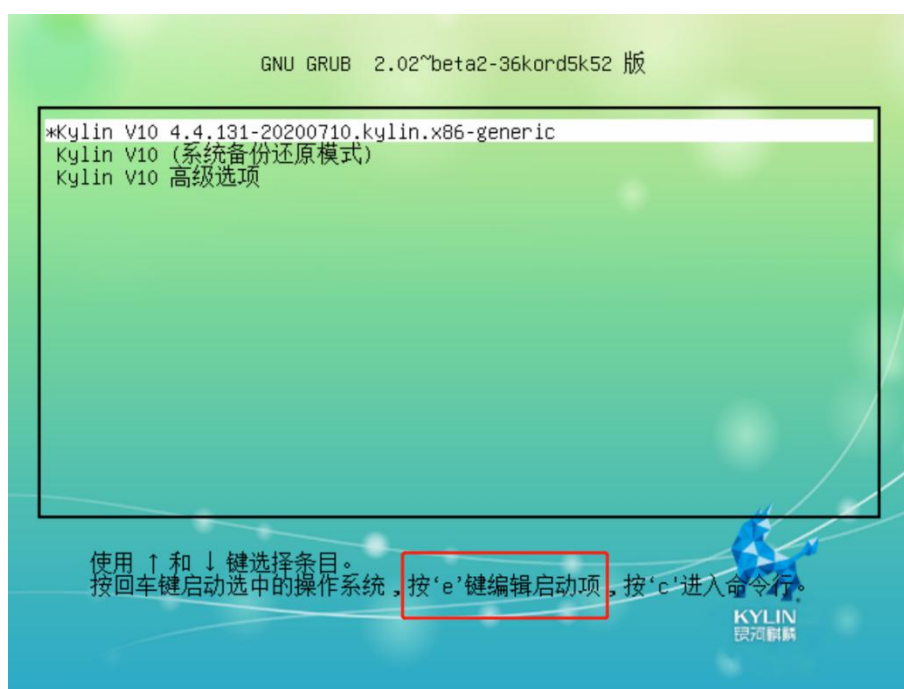 GNU GRUB  2.02~beta2-36kord5k52 版
*Kylin V10 4.4.131-20200710.kylin.x86-generic
Kylin V10 (系统备份还原模式)
Kylin V10 高级选项
使用 ↑ 和 ↓ 键选择条目。
按回车键启动选中的操作系统,按‘e’键编辑启动项,按‘c’进入命令行。
KYLIN
银河麒麟